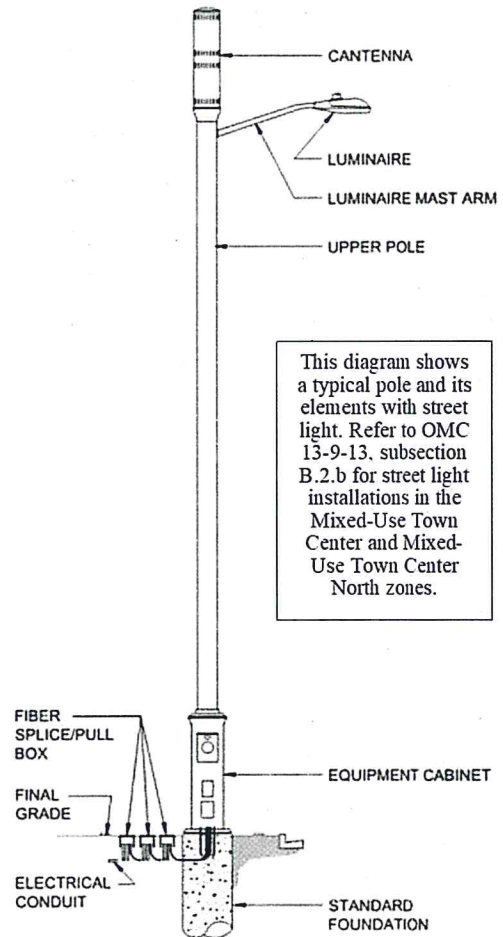 CANTENNA
LUMINAIRE
LUMINAIRE MAST ARM
UPPER POLE
This diagram shows
a typical pole and its
elements with street
light. Refer to OMC
13-9-13, subsection
B.2.b for street light
installations in the
Mixed-Use Town
Center and Mixed-
Use Town Center
North zones.
FIBER
SPLICE/PULL
BOX
EQUIPMENT CABINET
FINAL
GRADE
ELECTRICAL
CONDUIT
STANDARD
FOUNDATION